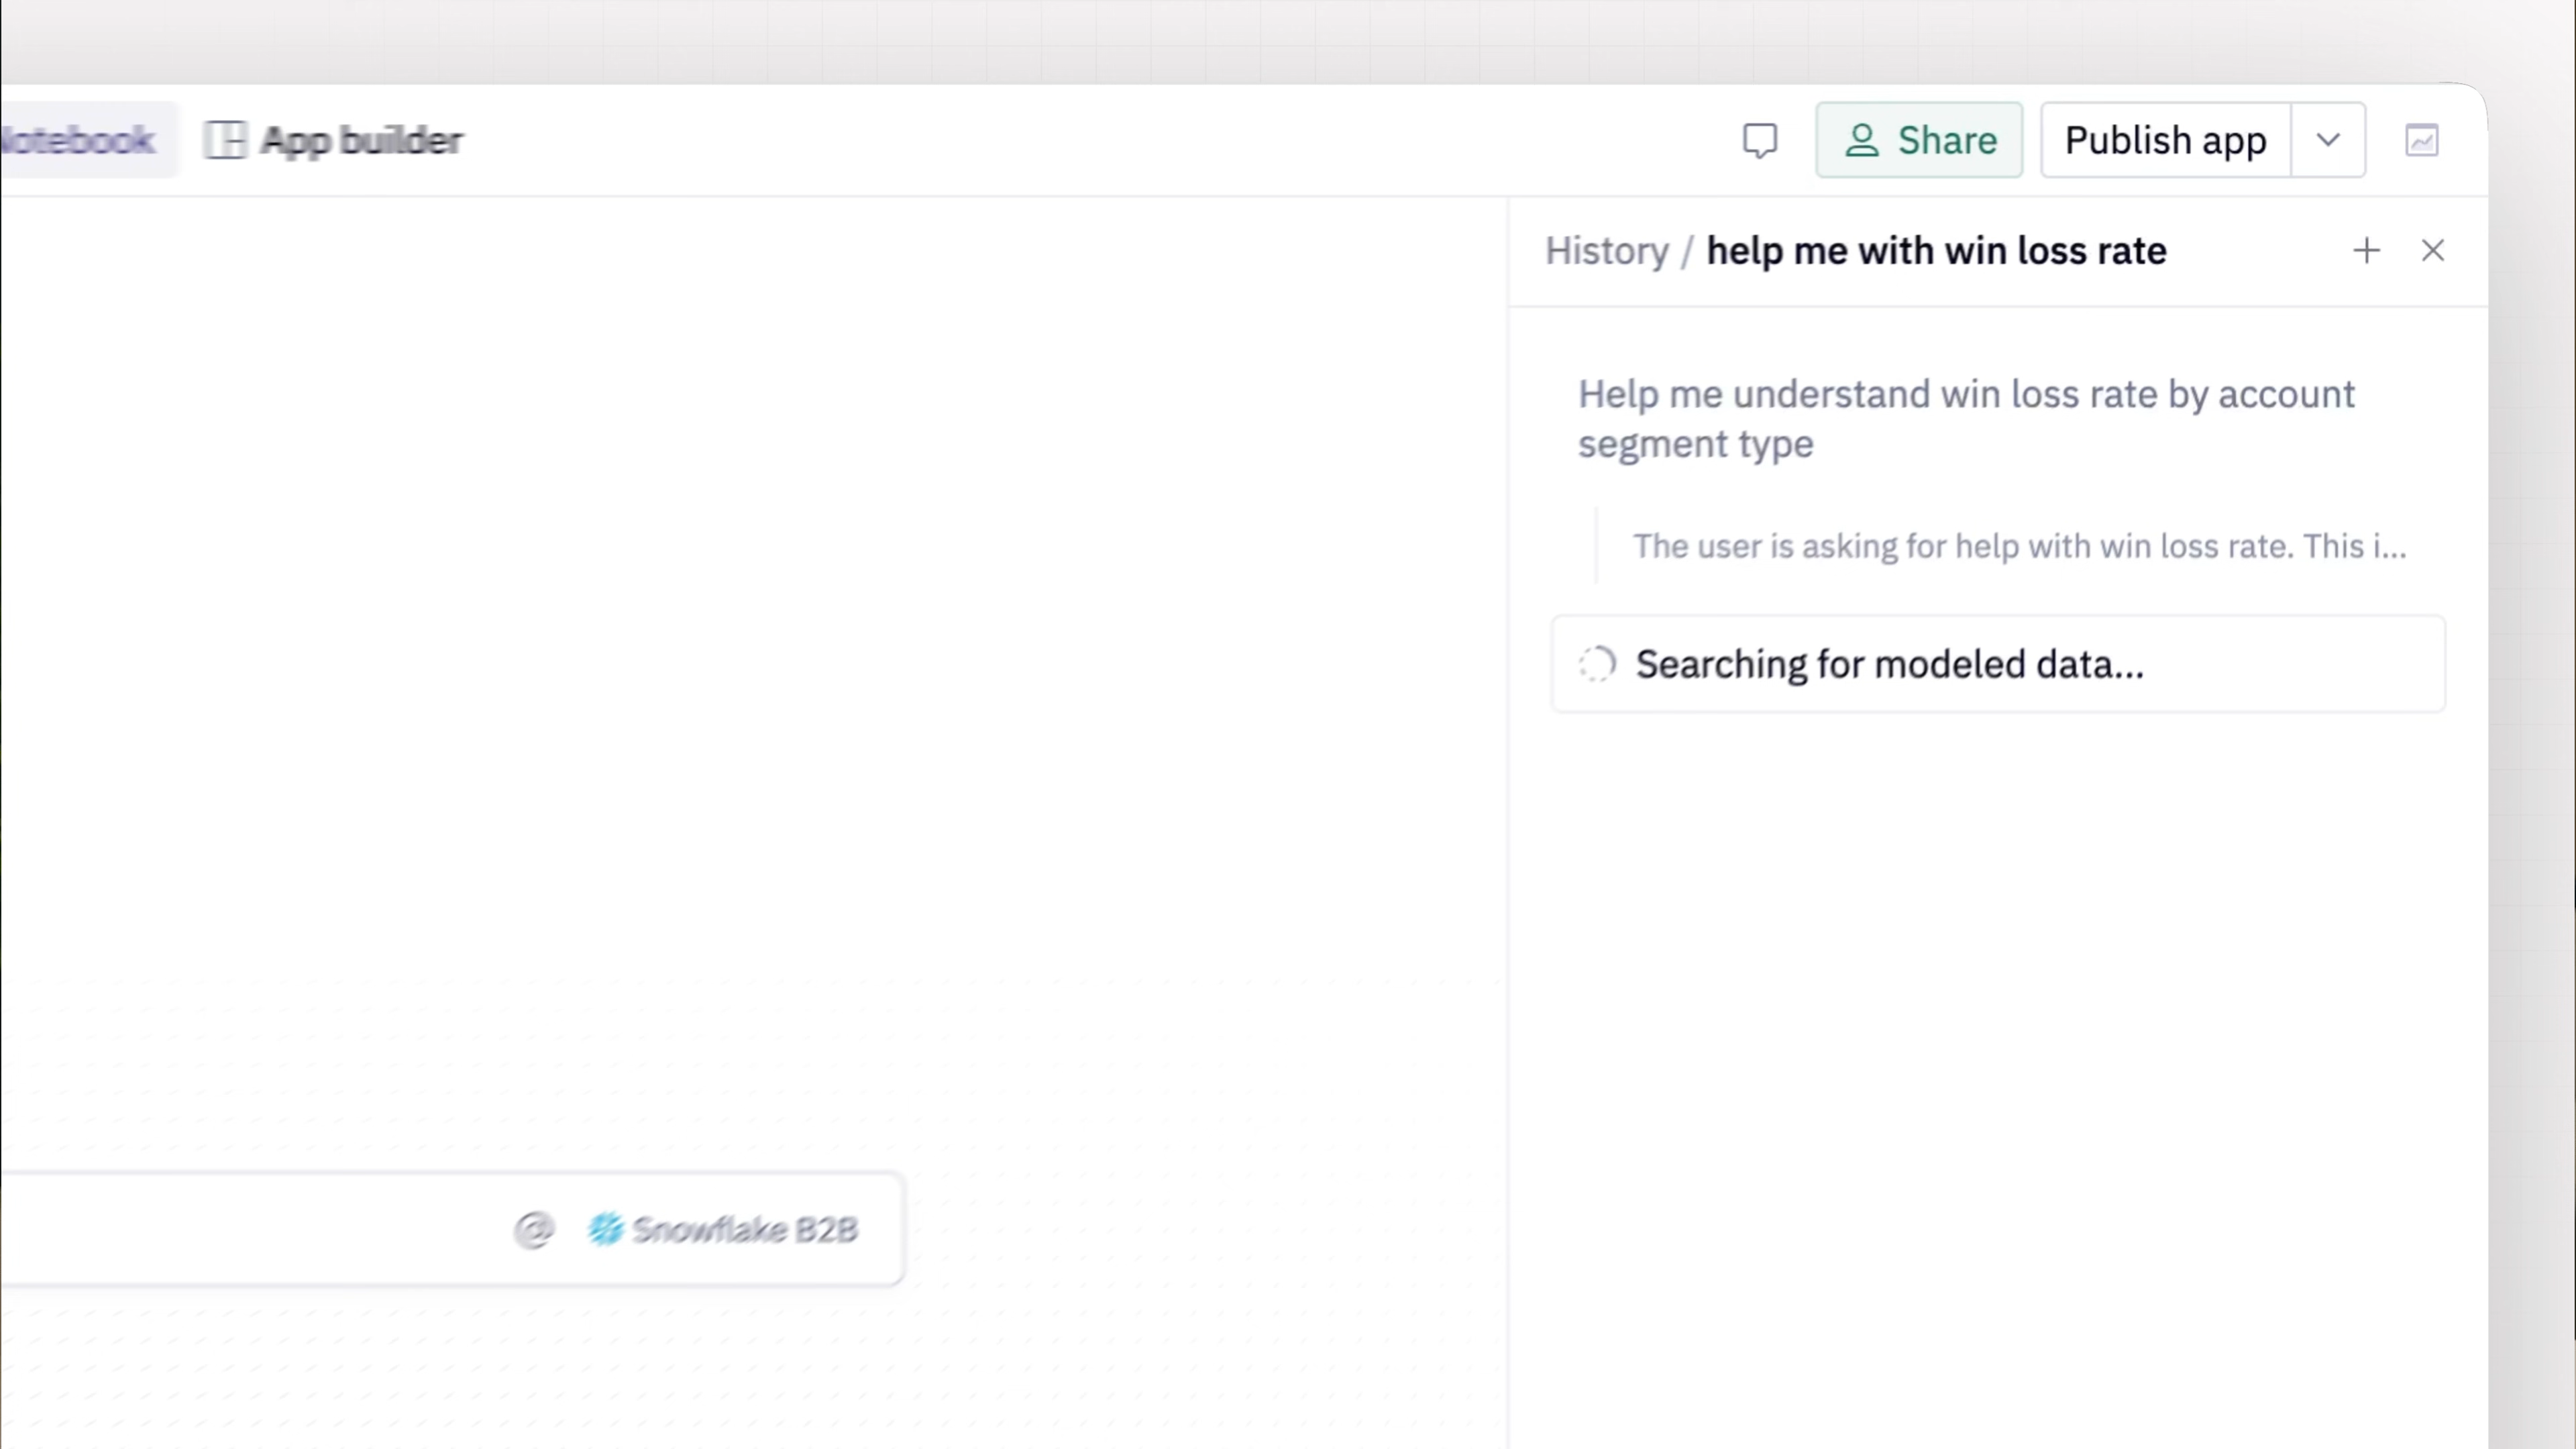 Notebook App builder Share Publish app
History / help me with win loss rate
Help me understand win loss rate by account
segment type
The user is asking for help with win loss rate. This i...
Searching for modeled data...
@ Snowflake B2B